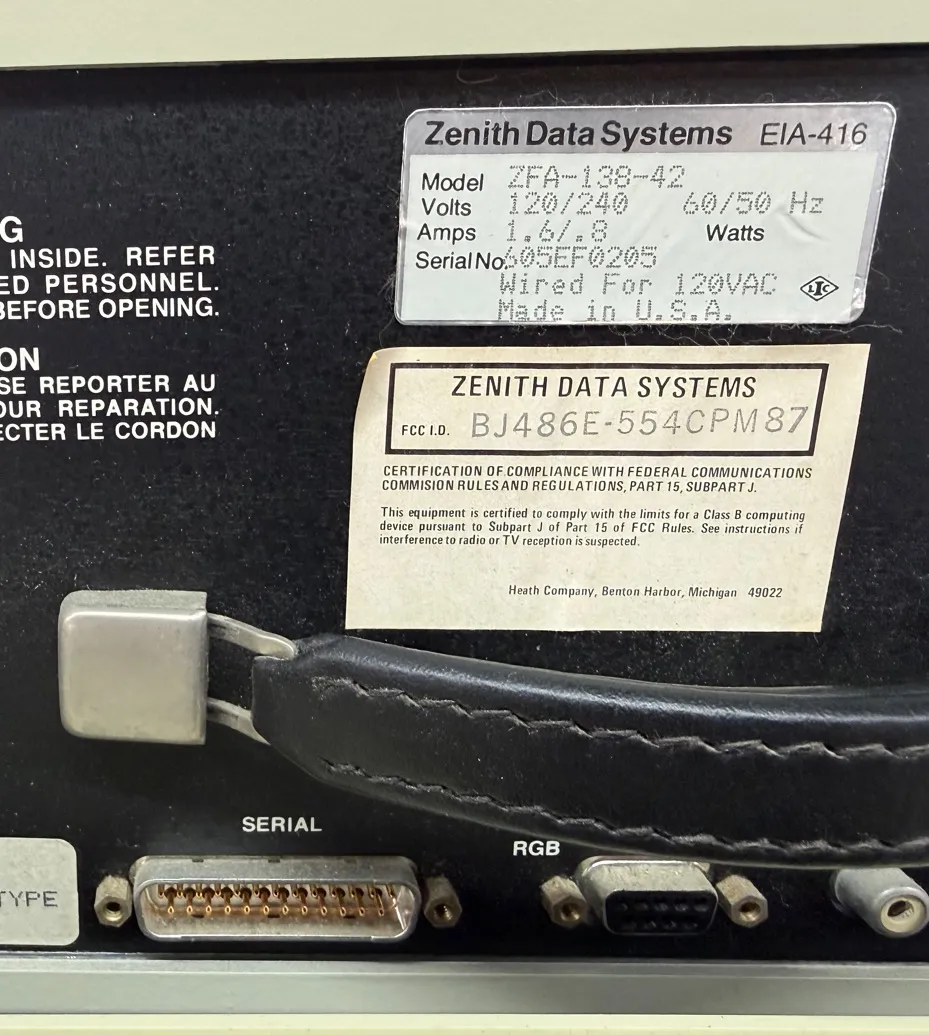 Zenith Data Systems EIA-416
Model ZFA-138-42
Volts 120/240 60/50 Hz
Amps 1.6/.8 Watts
Serial No. 605EF0205
Wired For 120VAC
Made in U.S.A.
G
INSIDE. REFER
ED PERSONNEL.
BEFORE OPENING.
ON
SE REPORTER AU
OUR REPARATION.
ECTER LE CORDON
ZENITH DATA SYSTEMS
FCC I.D. BJ486E-554CPM87
CERTIFICATION OF COMPLIANCE WITH FEDERAL COMMUNICATIONS
COMMISION RULES AND REGULATIONS, PART 15, SUBPART J.
This equipment is certified to comply with the limits for a Class B computing
device pursuant to Subpart J of Part 15 of FCC Rules. See instructions if
interference to radio or TV reception is suspected.
Heath Company, Benton Harbor, Michigan 49022
SERIAL
RGB
TYPE